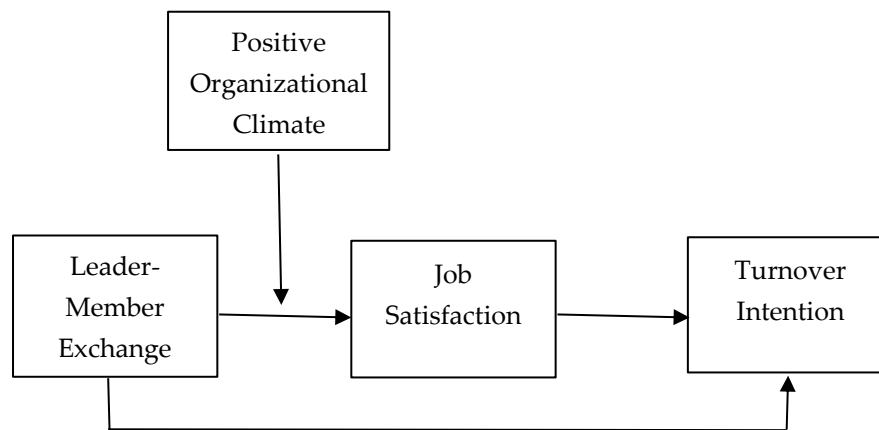 Positive
Organizational
Climate
Leader-
Member
Exchange
Job
Satisfaction
Turnover
Intention